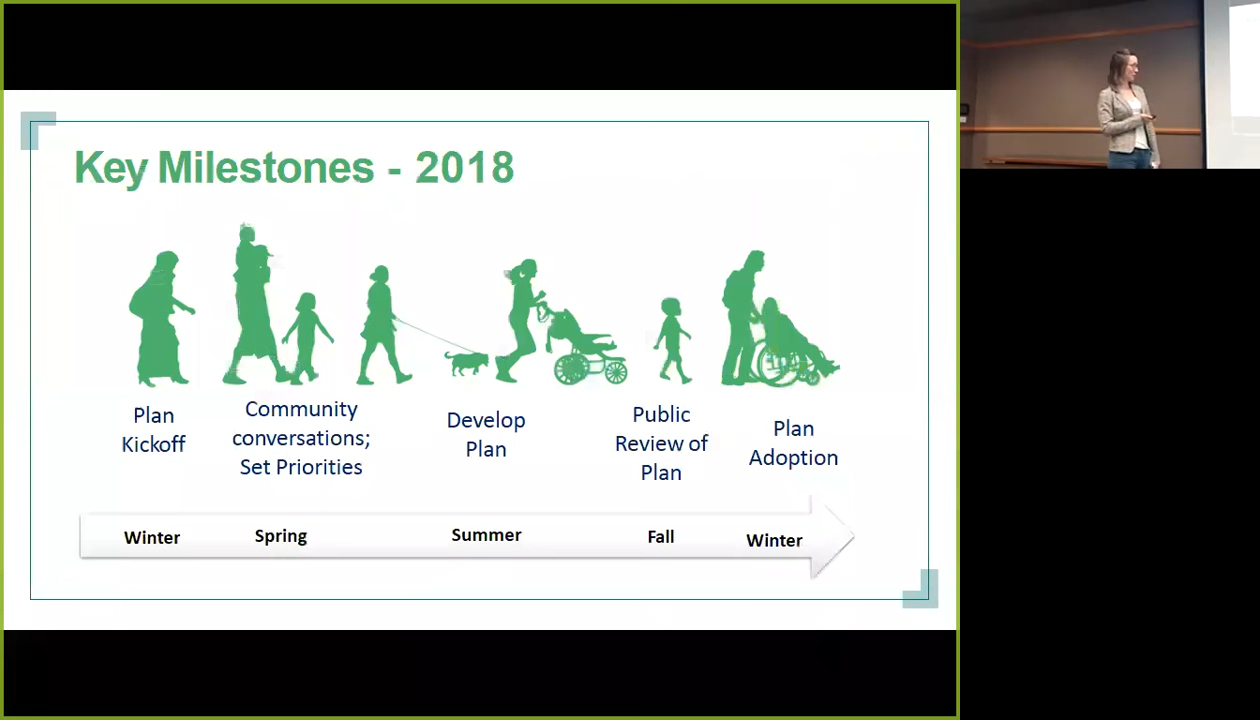 Key Milestones - 2018
Plan
Kickoff
Community
conversations;
Set Priorities
Develop
Plan
Public
Review of
Plan
Plan
Adoption
Winter
Spring
Summer
Fall
Winter